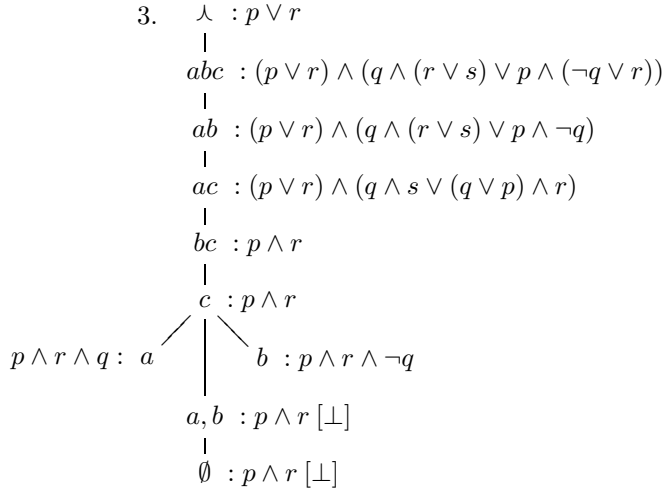 3. ⋏ : p ∨ r
abc : (p ∨ r) ∧ (q ∧ (r ∨ s) ∨ p ∧ (¬q ∨ r))
ab : (p ∨ r) ∧ (q ∧ (r ∨ s) ∨ p ∧ ¬q)
ac : (p ∨ r) ∧ (q ∧ s ∨ (q ∨ p) ∧ r)
bc : p ∧ r
c : p ∧ r
p ∧ r ∧ q : a b : p ∧ r ∧ ¬q
a, b : p ∧ r [⊥]
∅ : p ∧ r [⊥]